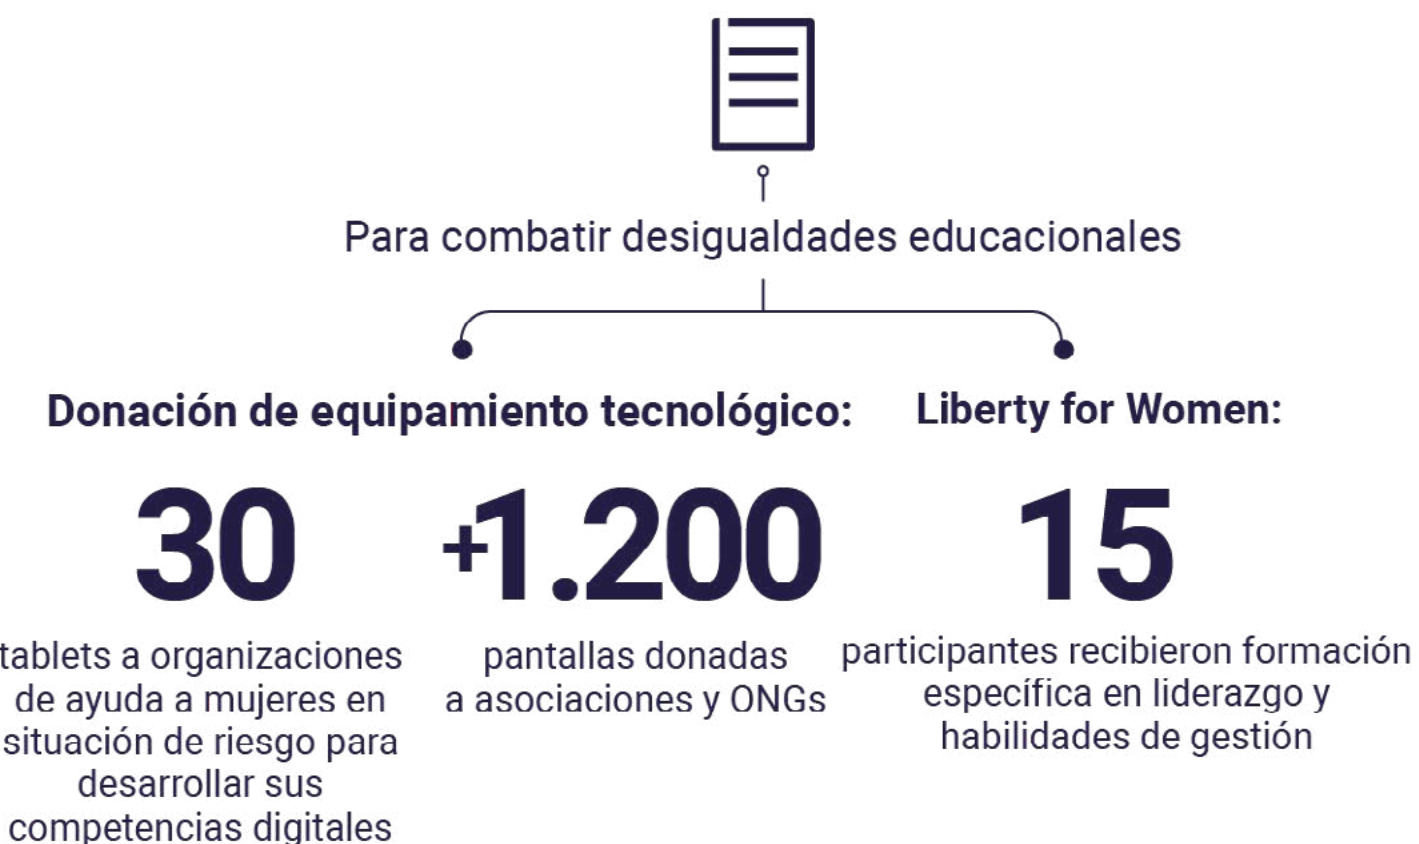 Para combatir desigualdades educacionales
Donación de equipamiento tecnológico:
30
tablets a organizaciones
de ayuda a mujeres en
situación de riesgo para
desarrollar sus
competencias digitales
+1.200
pantallas donadas
a asociaciones y ONGs
Liberty for Women:
15
participantes recibieron formación
específica en liderazgo y
habilidades de gestión